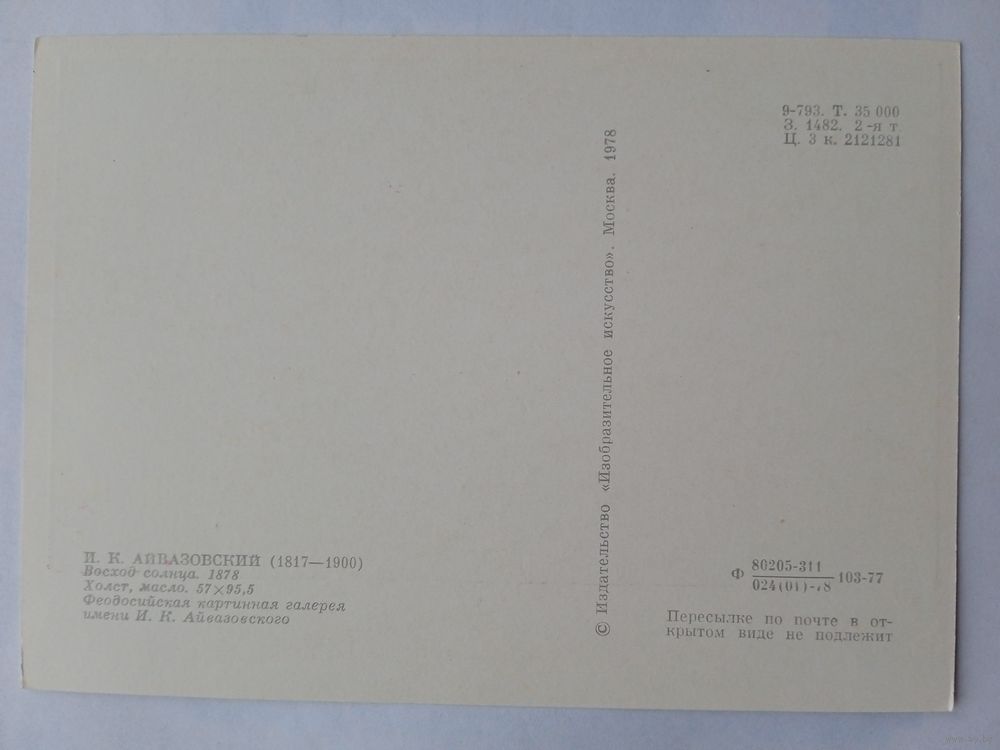 9-793. Т. 35 000
З. 1482. 2-я т
Ц. 3 к. 2121281
© Издательство «Изобразительное искусство». Москва. 1978
И. К. АЙВАЗОВСКИЙ (1817—1900)
Восход солнца. 1878
Холст, масло. 57×95,5
Феодосийская картинная галерея
имени И. К. Айвазовского
Ф 80205-311
024(01)-78 103-77
Пересылке по почте в от-
крытом виде не подлежит